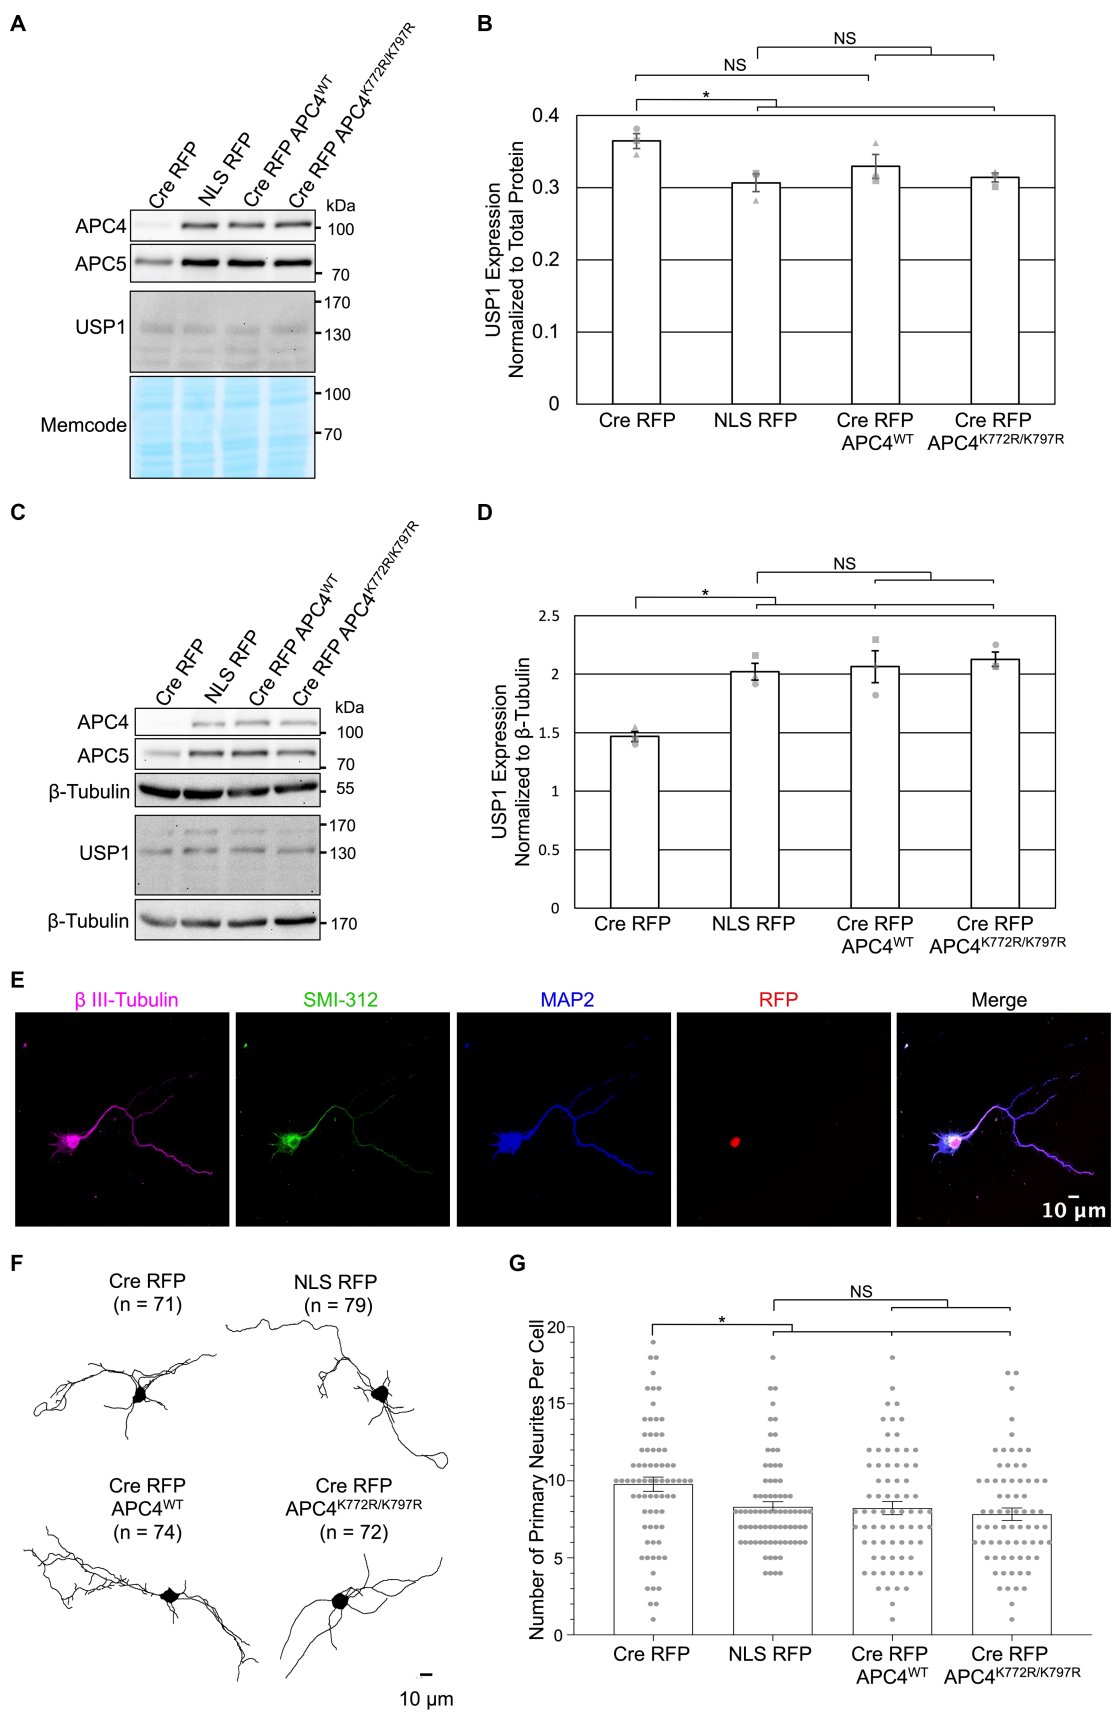 A
Cre RFP
NLS RFP
Cre RFP APC4WT
Cre RFP APC4K772R/K797R
kDa
APC4
100
APC5
70
170
USP1
130
100
Memcode
70
B
NS
NS
*
USP1 Expression
Normalized to Total Protein
0.4
0.3
0.2
0.1
0
Cre RFP
NLS RFP
Cre RFP
APC4WT
Cre RFP
APC4K772R/K797R
C
Cre RFP
NLS RFP
Cre RFP APC4WT
Cre RFP APC4K772R/K797R
kDa
APC4
100
APC5
70
β-Tubulin
55
170
USP1
130
β-Tubulin
170
D
NS
*
USP1 Expression
Normalized to β-Tubulin
2.5
2
1.5
1
0.5
0
Cre RFP
NLS RFP
Cre RFP
APC4WT
Cre RFP
APC4K772R/K797R
E
β III-Tubulin
SMI-312
MAP2
RFP
Merge
10 µm
F
Cre RFP
(n = 71)
NLS RFP
(n = 79)
Cre RFP
APC4WT
(n = 74)
Cre RFP
APC4K772R/K797R
(n = 72)
10 µm
G
NS
*
Number of Primary Neurites Per Cell
20
15
10
5
0
Cre RFP
NLS RFP
Cre RFP
APC4WT
Cre RFP
APC4K772R/K797R